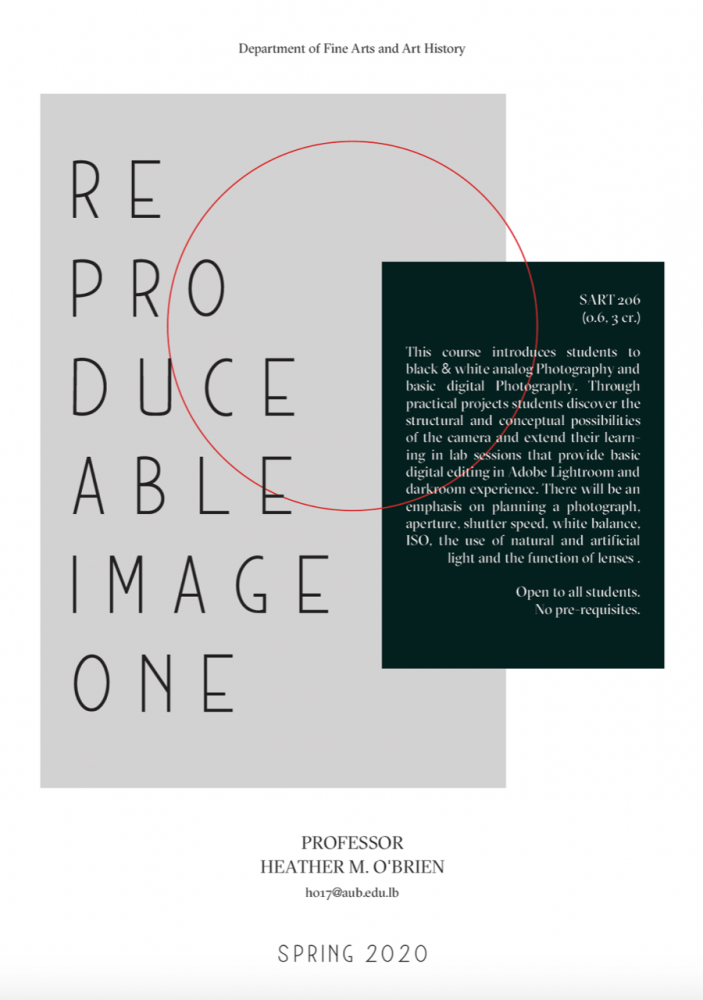 Department of Fine Arts and Art History
RE
PRO
DUCE
ABLE
IMAGE
ONE
SART 206
(0.6, 3 cr.)
This course introduces students to
black & white analog Photography and
basic digital Photography. Through
practical projects students discover the
structural and conceptual possibilities
of the camera and extend their learn-
ing in lab sessions that provide basic
digital editing in Adobe Lightroom and
darkroom experience. There will be an
emphasis on planning a photograph,
aperture, shutter speed, white balance,
ISO, the use of natural and artificial
light and the function of lenses .
Open to all students.
No pre-requisites.
PROFESSOR
HEATHER M. O'BRIEN
ho17@aub.edu.lb
SPRING 2020